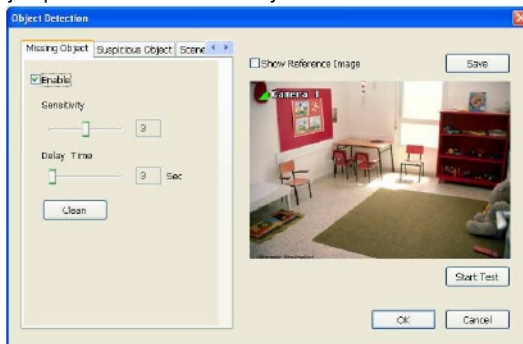 Object Detection
Missing Object Suspicious Object Scene
Show Reference Image
Save
Enable
Camera 1
Sensitivity
3
Delay Time
3 Sec
Clean
Start Test
OK
Cancel